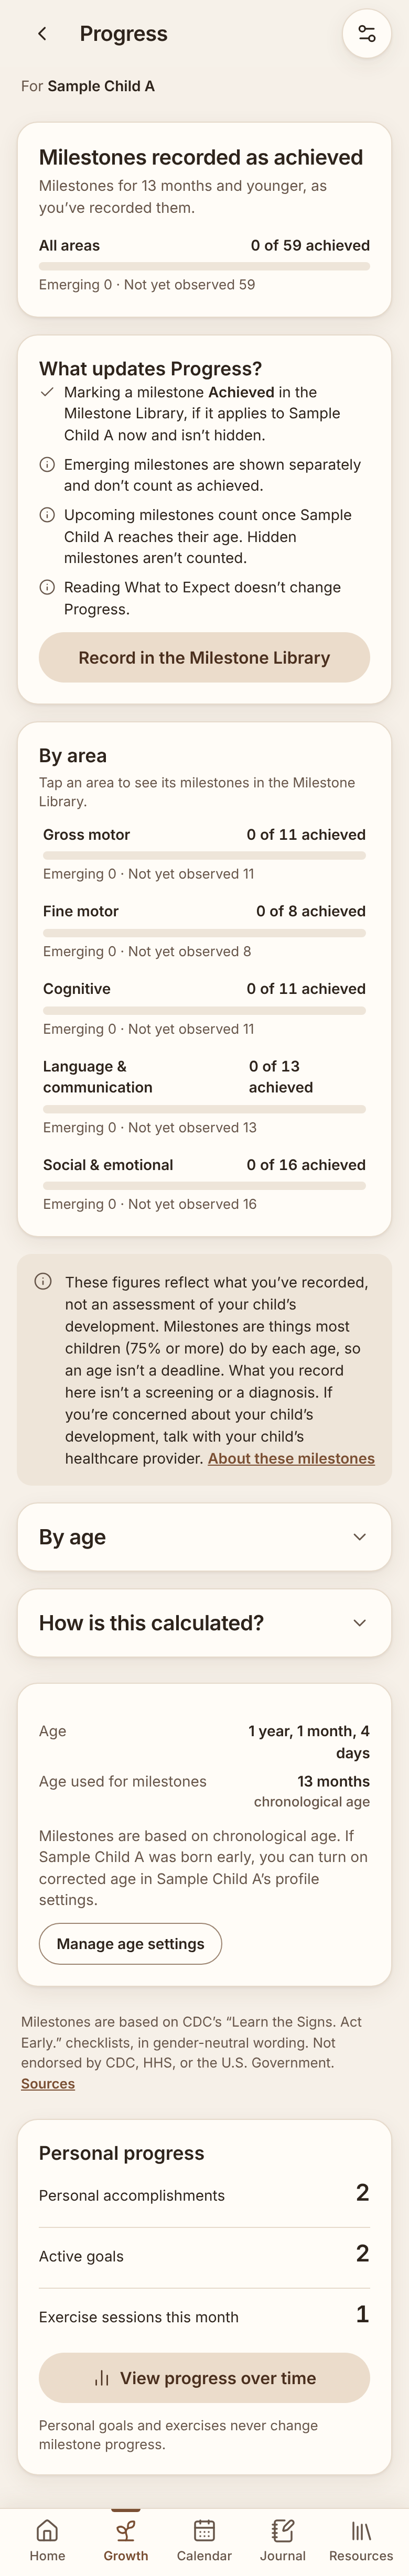 Progress
For Sample Child A
Milestones recorded as achieved
Milestones for 13 months and younger, as
you've recorded them.
All areas 0 of 59 achieved
Emerging 0 · Not yet observed 59
What updates Progress?
Marking a milestone Achieved in the
Milestone Library, if it applies to Sample
Child A now and isn't hidden.
Emerging milestones are shown separately
and don't count as achieved.
Upcoming milestones count once Sample
Child A reaches their age. Hidden
milestones aren't counted.
Reading What to Expect doesn't change
Progress.
Record in the Milestone Library
By area
Tap an area to see its milestones in the Milestone
Library.
Gross motor 0 of 11 achieved
Emerging 0 · Not yet observed 11
Fine motor 0 of 8 achieved
Emerging 0 · Not yet observed 8
Cognitive 0 of 11 achieved
Emerging 0 · Not yet observed 11
Language & 0 of 13
communication achieved
Emerging 0 · Not yet observed 13
Social & emotional 0 of 16 achieved
Emerging 0 · Not yet observed 16
These figures reflect what you've recorded,
not an assessment of your child's
development. Milestones are things most
children (75% or more) do by each age, so
an age isn't a deadline. What you record
here isn't a screening or a diagnosis. If
you're concerned about your child's
development, talk with your child's
healthcare provider. About these milestones
By age
How is this calculated?
Age 1 year, 1 month, 4
days
Age used for milestones 13 months
chronological age
Milestones are based on chronological age. If
Sample Child A was born early, you can turn on
corrected age in Sample Child A's profile
settings.
Manage age settings
Milestones are based on CDC's “Learn the Signs. Act
Early.” checklists, in gender-neutral wording. Not
endorsed by CDC, HHS, or the U.S. Government.
Sources
Personal progress
Personal accomplishments 2
Active goals 2
Exercise sessions this month 1
View progress over time
Personal goals and exercises never change
milestone progress.
Home Growth Calendar Journal Resources